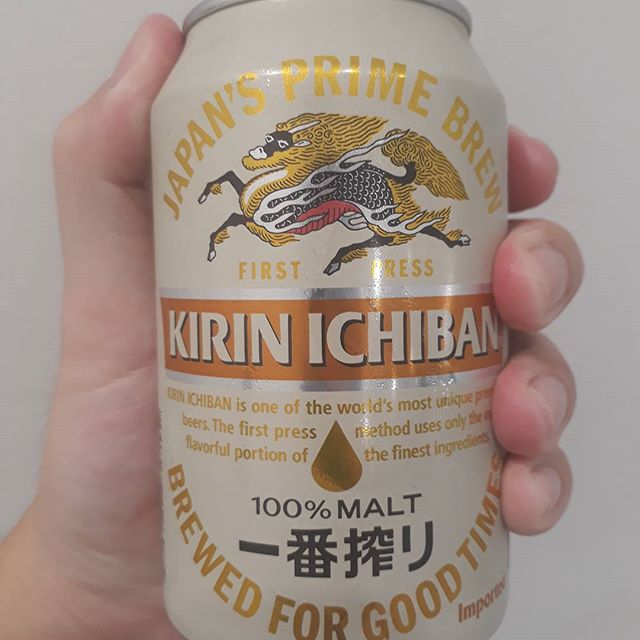 JAPAN'S PRIME BREW
FIRST PRESS
KIRIN ICHIBAN
KIRIN ICHIBAN is one of the world's most unique
beers. The first press method uses only the
flavorful portion of the finest ingredients.
100% MALT
一番搾り
BREWED FOR GOOD TIMES
Imported